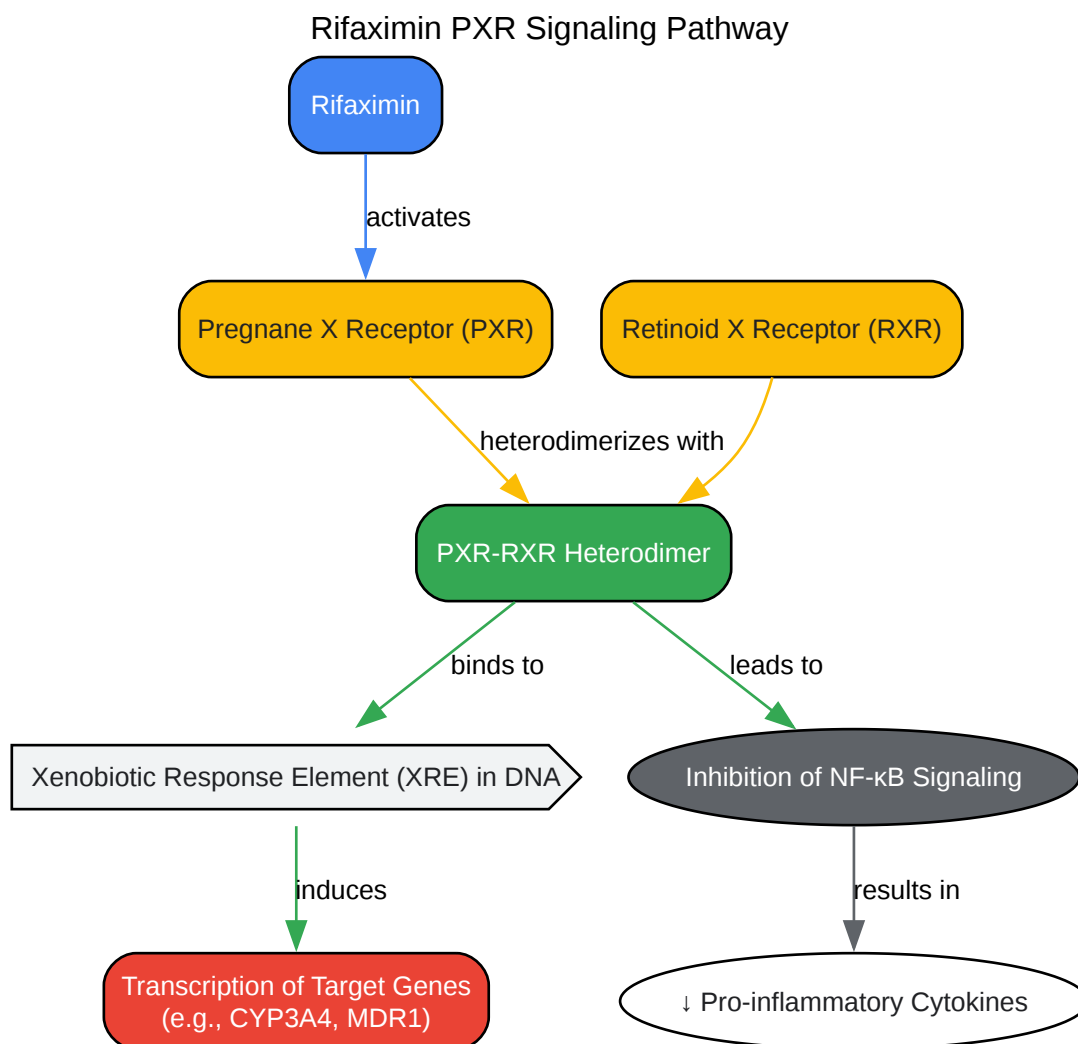 Rifaximin PXR Signaling Pathway
Rifaximin
activates
Pregnane X Receptor (PXR)
Retinoid X Receptor (RXR)
heterodimerizes with
PXR-RXR Heterodimer
binds to
leads to
Xenobiotic Response Element (XRE) in DNA
Inhibition of NF-κB Signaling
induces
results in
Transcription of Target Genes
(e.g., CYP3A4, MDR1)
↓ Pro-inflammatory Cytokines